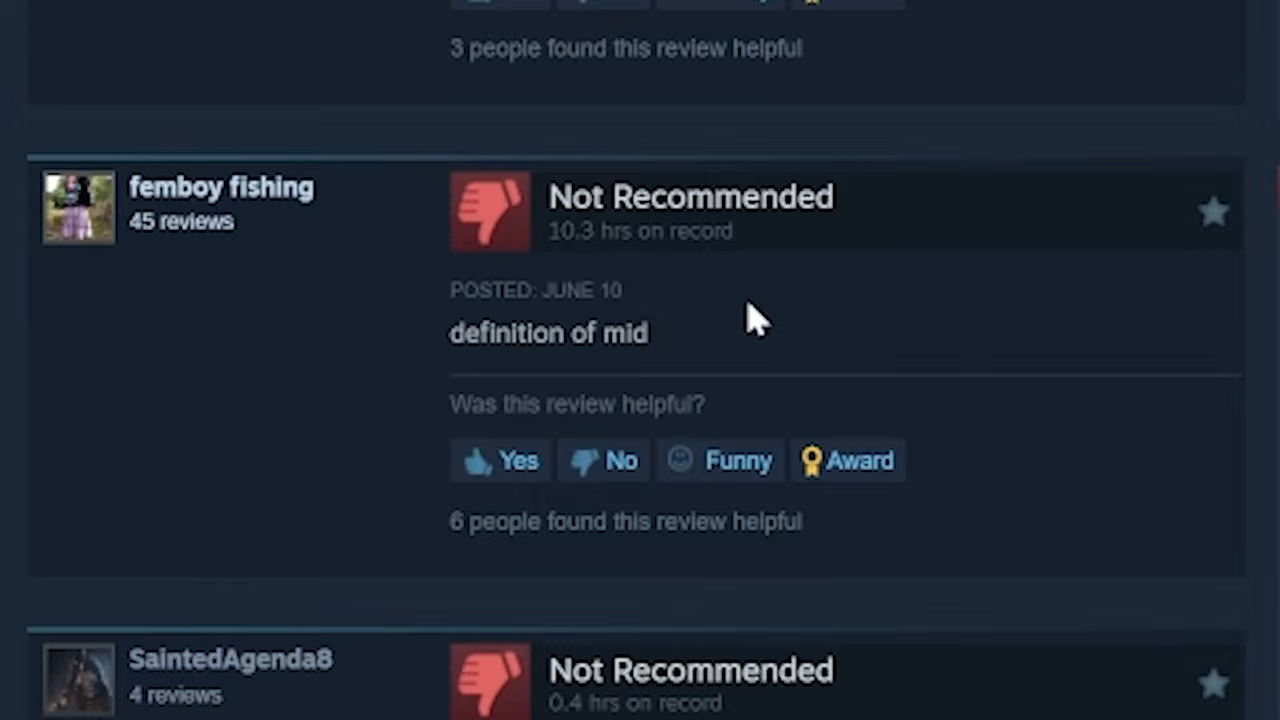 3 people found this review helpful
femboy fishing
45 reviews
Not Recommended
10.3 hrs on record
POSTED: JUNE 10
definition of mid
Was this review helpful?
Yes
No
Funny
Award
6 people found this review helpful
SaintedAgenda8
4 reviews
Not Recommended
0.4 hrs on record